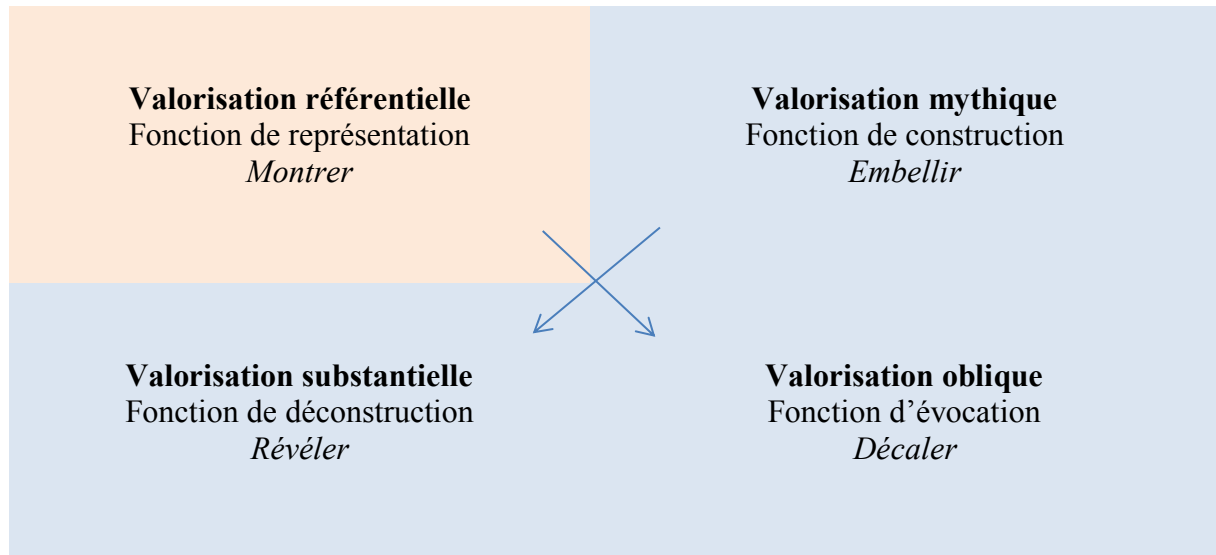 Valorisation référentielle
Fonction de représentation
Montrer
Valorisation mythique
Fonction de construction
Embellir
Valorisation substantielle
Fonction de déconstruction
Révéler
Valorisation oblique
Fonction d’évocation
Décaler